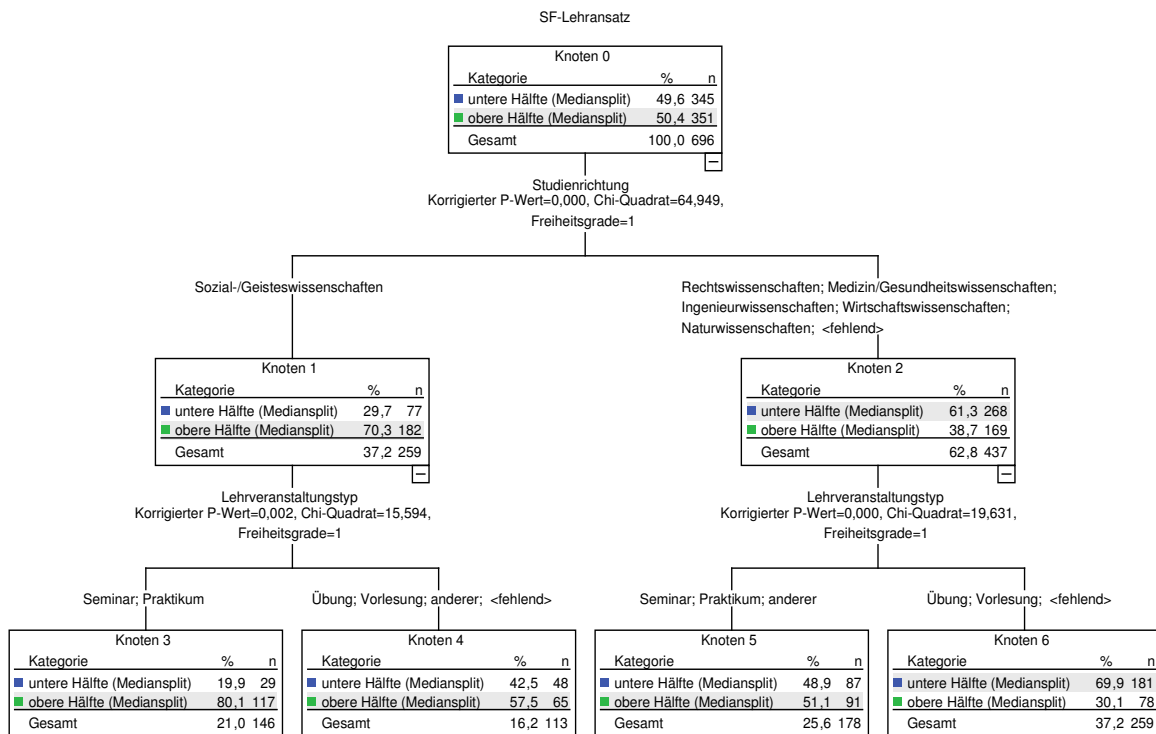 SF-Lehransatz
Knoten 0
Kategorie % n
untere Hälfte (Mediansplit) 49,6 345
obere Hälfte (Mediansplit) 50,4 351
Gesamt 100,0 696
Studienrichtung
Korrigierter P-Wert=0,000, Chi-Quadrat=64,949,
Freiheitsgrade=1
Sozial-/Geisteswissenschaften
Rechtswissenschaften; Medizin/Gesundheitswissenschaften;
Ingenieurwissenschaften; Wirtschaftswissenschaften;
Naturwissenschaften; <fehlend>
Knoten 1
Kategorie % n
untere Hälfte (Mediansplit) 29,7 77
obere Hälfte (Mediansplit) 70,3 182
Gesamt 37,2 259
Knoten 2
Kategorie % n
untere Hälfte (Mediansplit) 61,3 268
obere Hälfte (Mediansplit) 38,7 169
Gesamt 62,8 437
Lehrveranstaltungstyp
Korrigierter P-Wert=0,002, Chi-Quadrat=15,594,
Freiheitsgrade=1
Lehrveranstaltungstyp
Korrigierter P-Wert=0,000, Chi-Quadrat=19,631,
Freiheitsgrade=1
Seminar; Praktikum
Übung; Vorlesung; anderer; <fehlend>
Seminar; Praktikum; anderer
Übung; Vorlesung; <fehlend>
Knoten 3
Kategorie % n
untere Hälfte (Mediansplit) 19,9 29
obere Hälfte (Mediansplit) 80,1 117
Gesamt 21,0 146
Knoten 4
Kategorie % n
untere Hälfte (Mediansplit) 42,5 48
obere Hälfte (Mediansplit) 57,5 65
Gesamt 16,2 113
Knoten 5
Kategorie % n
untere Hälfte (Mediansplit) 48,9 87
obere Hälfte (Mediansplit) 51,1 91
Gesamt 25,6 178
Knoten 6
Kategorie % n
untere Hälfte (Mediansplit) 69,9 181
obere Hälfte (Mediansplit) 30,1 78
Gesamt 37,2 259